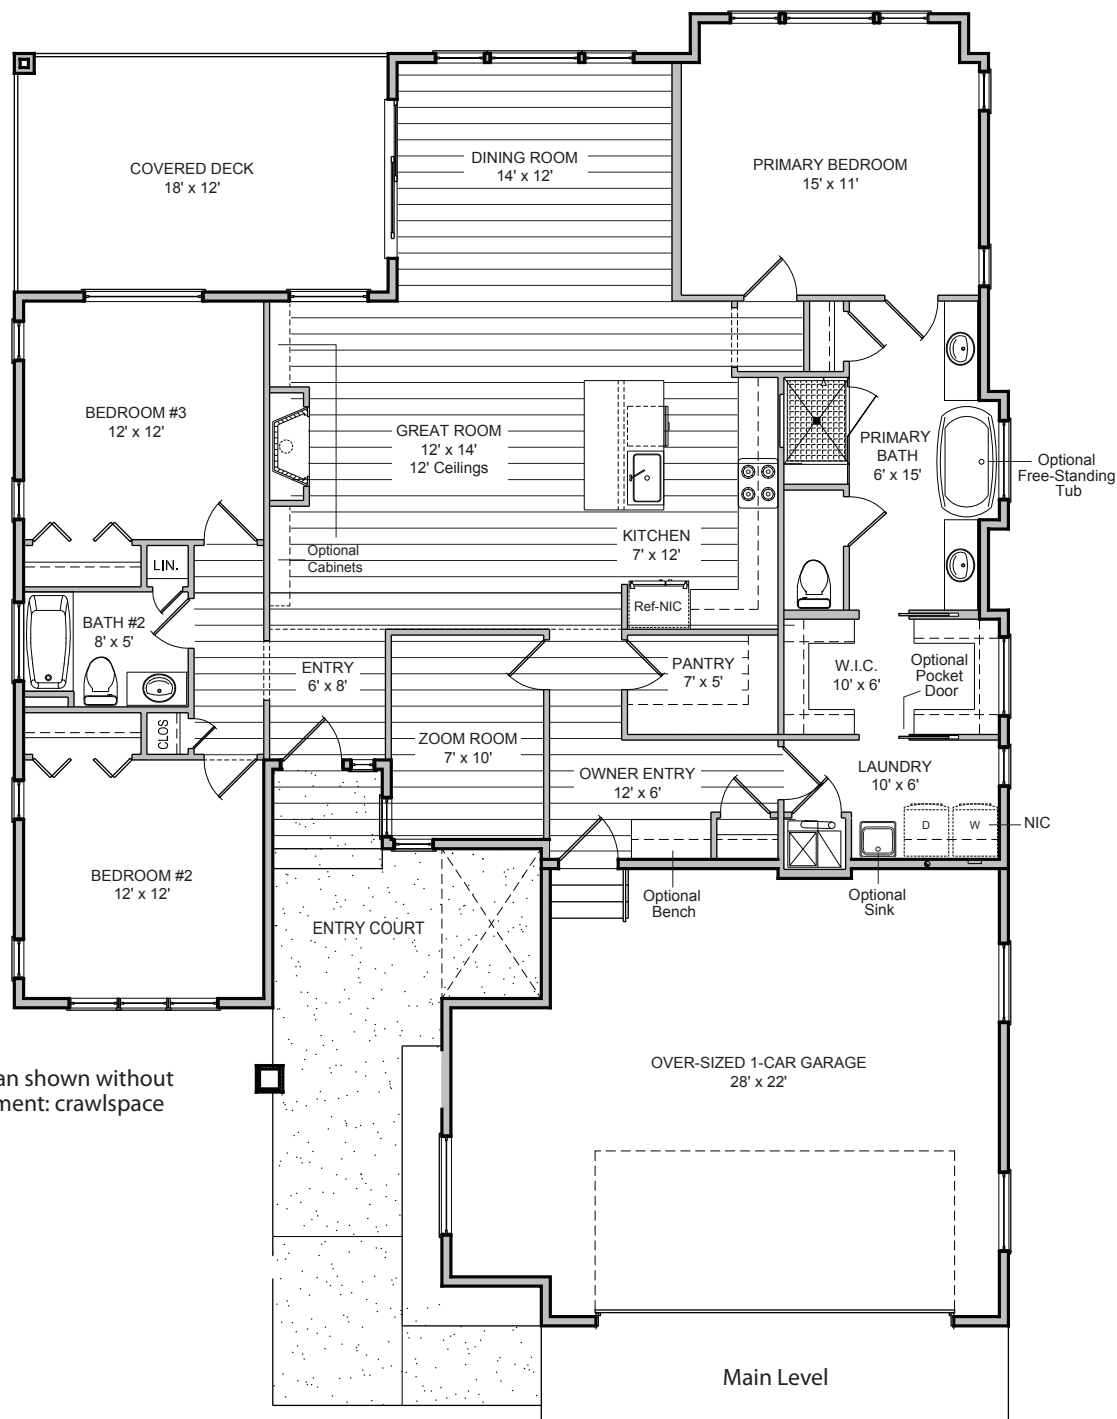 COVERED DECK
18' x 12'
DINING ROOM
14' x 12'
PRIMARY BEDROOM
15' x 11'
BEDROOM #3
12' x 12'
GREAT ROOM
12' x 14'
12' Ceilings
PRIMARY
BATH
6' x 15'
Optional
Free-Standing
Tub
KITCHEN
7' x 12'
Optional
Cabinets
LIN.
Ref-NIC
BATH #2
8' x 5'
ENTRY
6' x 8'
PANTRY
7' x 5'
W.I.C.
10' x 6'
Optional
Pocket
Door
CLOS
ZOOM ROOM
7' x 10'
OWNER ENTRY
12' x 6'
LAUNDRY
10' x 6'
D
W
NIC
BEDROOM #2
12' x 12'
Optional
Bench
Optional
Sink
ENTRY COURT
OVER-SIZED 1-CAR GARAGE
28' x 22'
an shown without
ment: crawlspace
Main Level